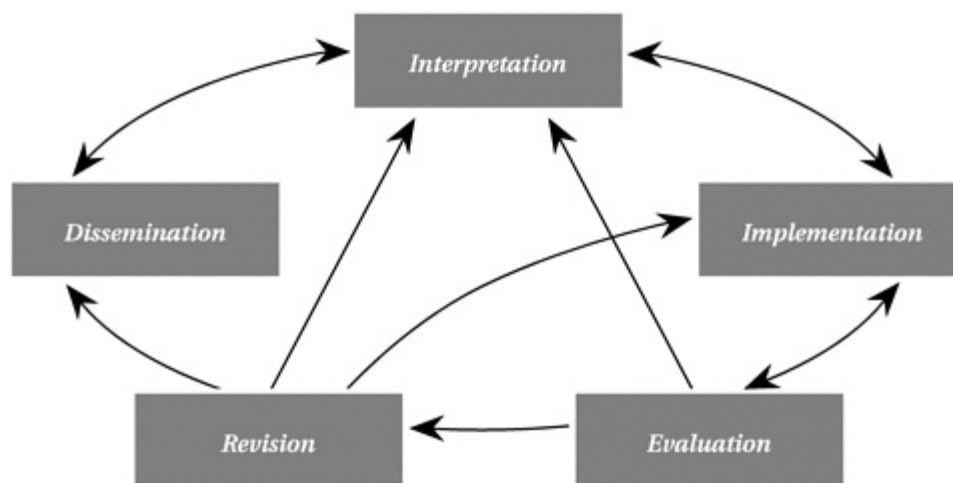 Interpretation
Dissemination
Implementation
Revision
Evaluation